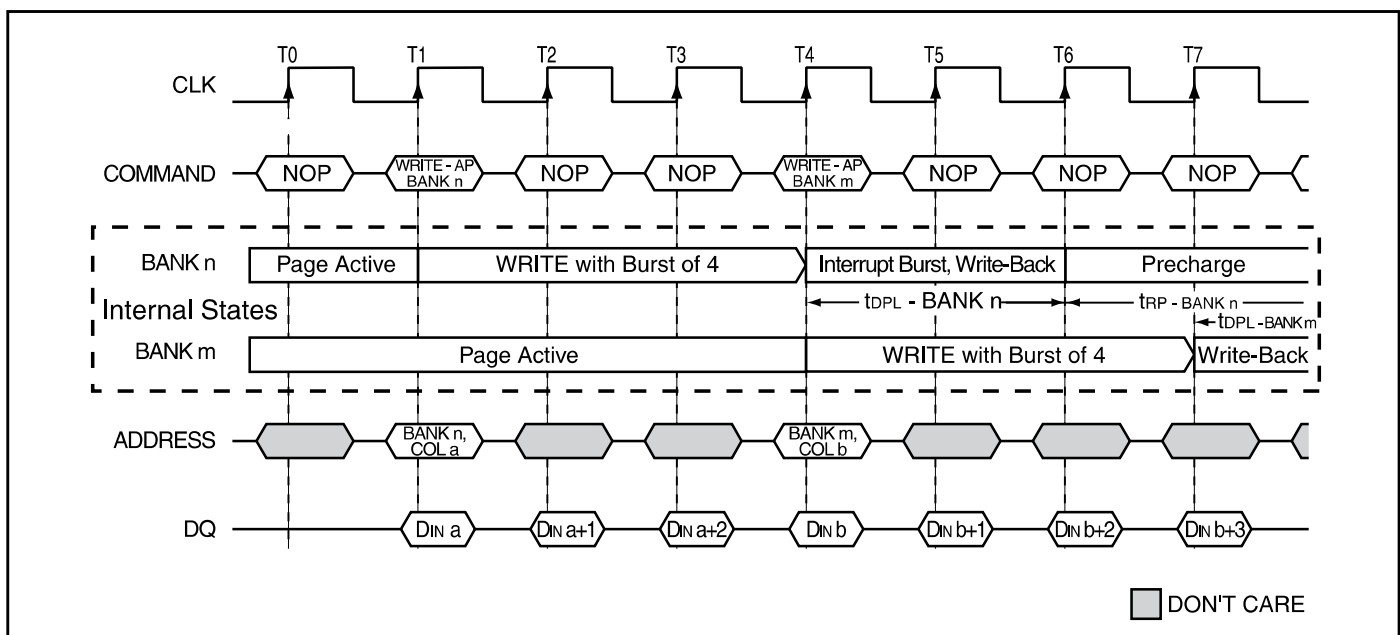 T0 T1 T2 T3 T4 T5 T6 T7
CLK
COMMAND NOP WRITE - AP BANK n NOP NOP WRITE - AP BANK m NOP NOP NOP
BANK n Page Active WRITE with Burst of 4 Interrupt Burst, Write-Back Precharge
Internal States tDPL - BANK n tRP - BANK n
tDPL - BANK m
BANK m Page Active WRITE with Burst of 4 Write-Back
ADDRESS BANK n, COL a BANK m, COL b
DQ DIN a DIN a+1 DIN a+2 DIN b DIN b+1 DIN b+2 DIN b+3
DON'T CARE